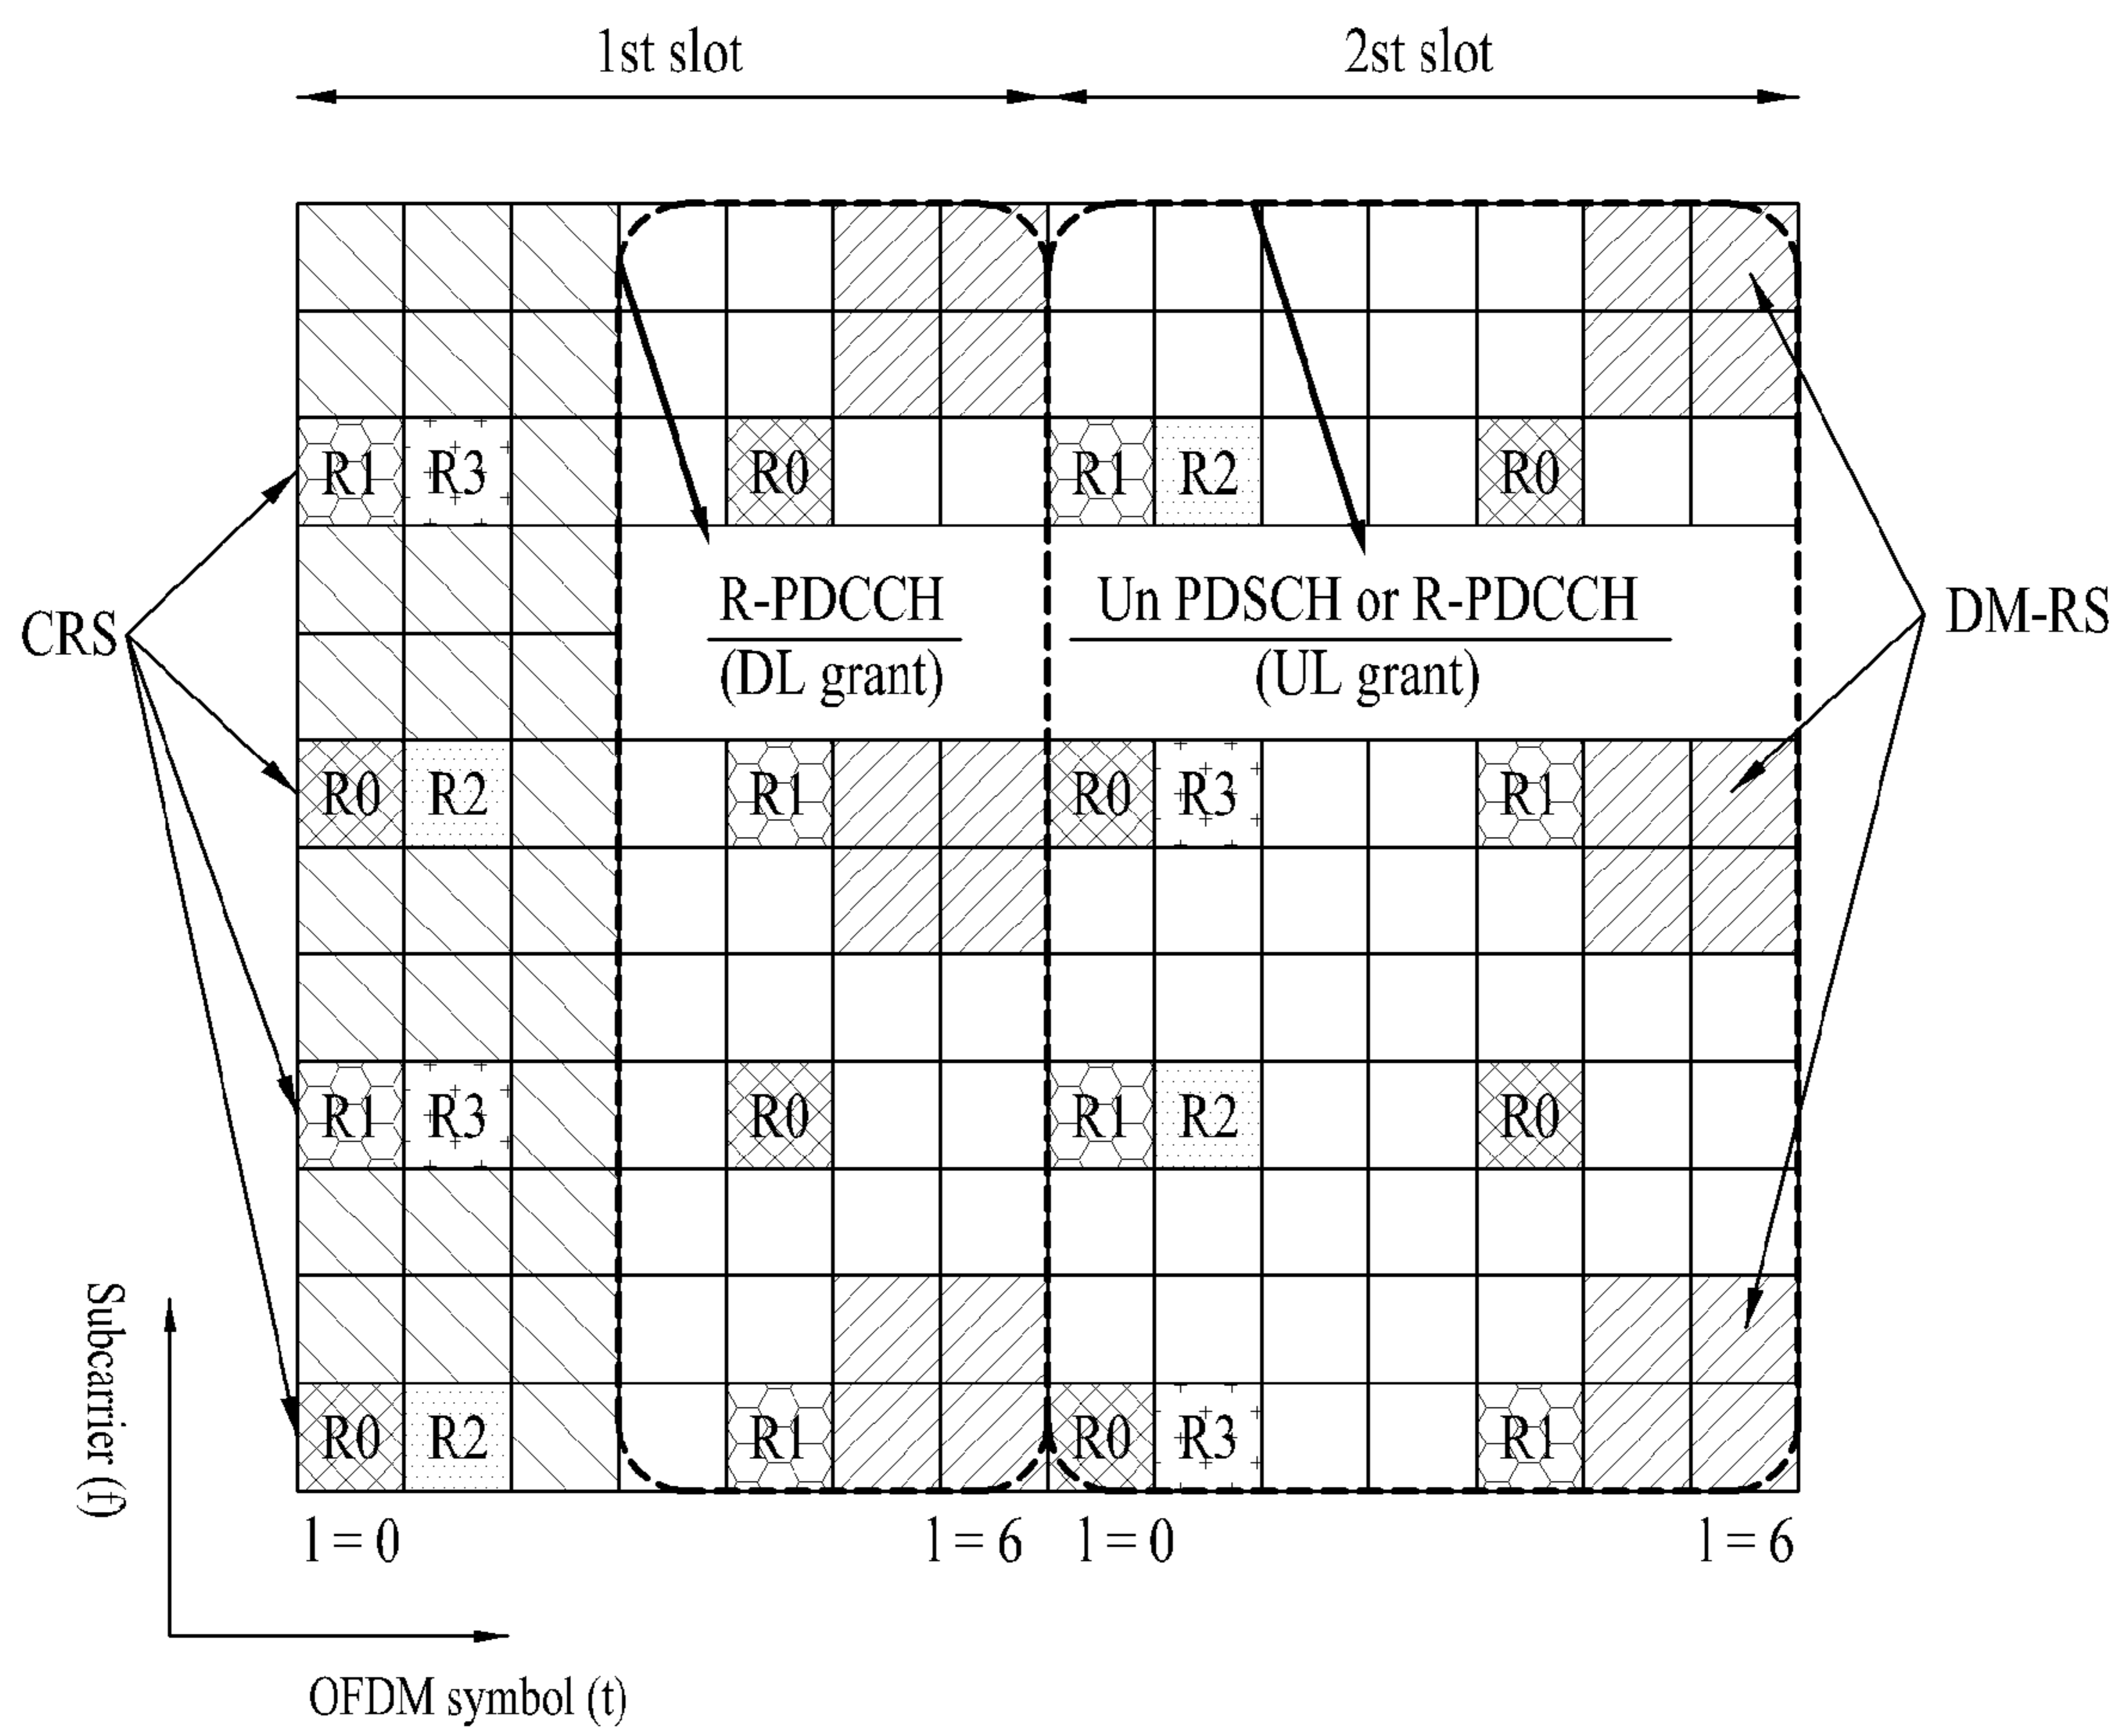 1st slot 2st slot
R1 R3 R0 R1 R2 R0
R-PDCCH Un PDSCH or R-PDCCH
CRS DM-RS
(DL grant) (UL grant)
R0 R2 R1 R0 R3 R1
R1 R3 R0 R1 R2 R0
R0 R2 R1 R0 R3 R1
Subcarrier (f)
l = 0 l = 6 l = 0 l = 6
OFDM symbol (t)